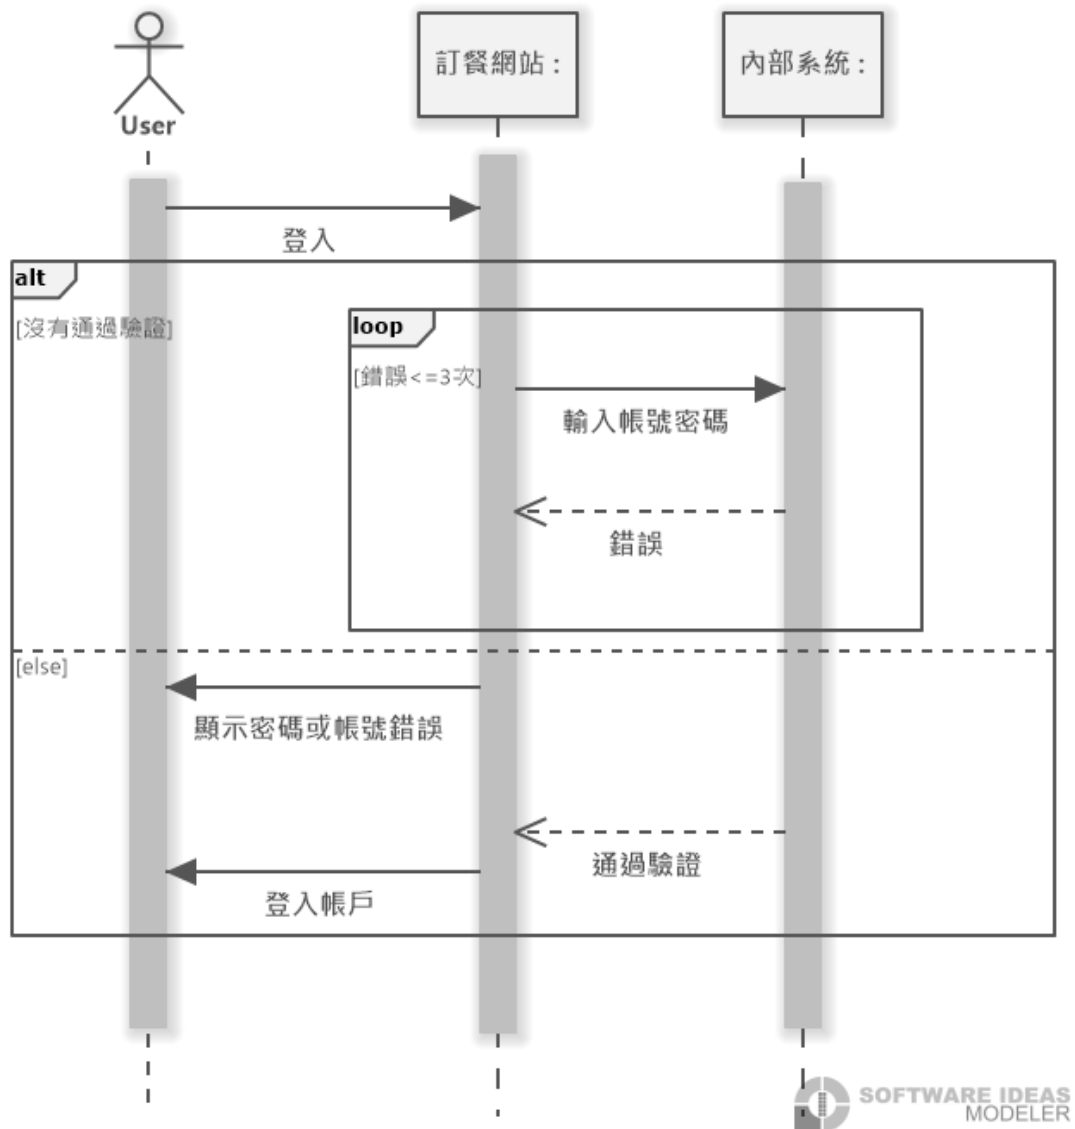 User
訂餐網站 :
內部系統 :
登入
alt
[沒有通過驗證]
loop
[錯誤<=3次]
輸入帳號密碼
錯誤
[else]
顯示密碼或帳號錯誤
通過驗證
登入帳戶
SOFTWARE IDEAS
MODELER